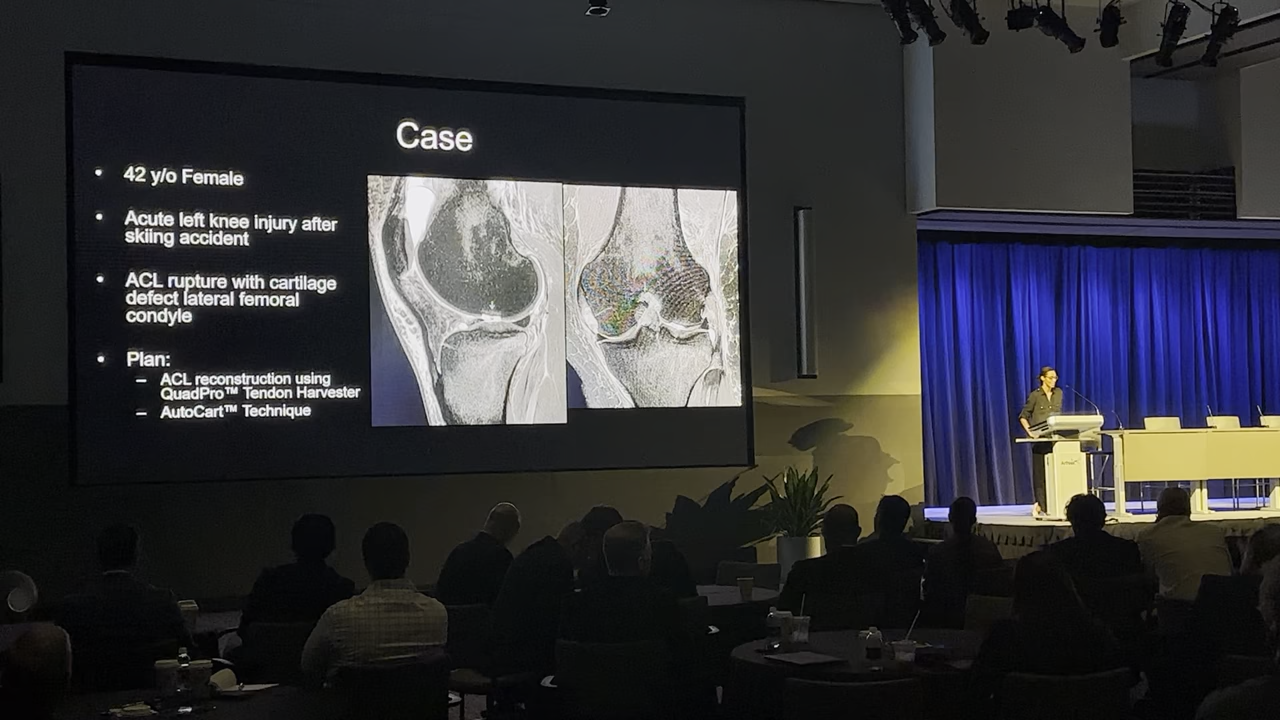 Case
• 42 y/o Female
• Acute left knee injury after
skiing accident
• ACL rupture with cartilage
defect lateral femoral
condyle
• Plan:
– ACL reconstruction using
QuadPro™ Tendon Harvester
– AutoCart™ Technique